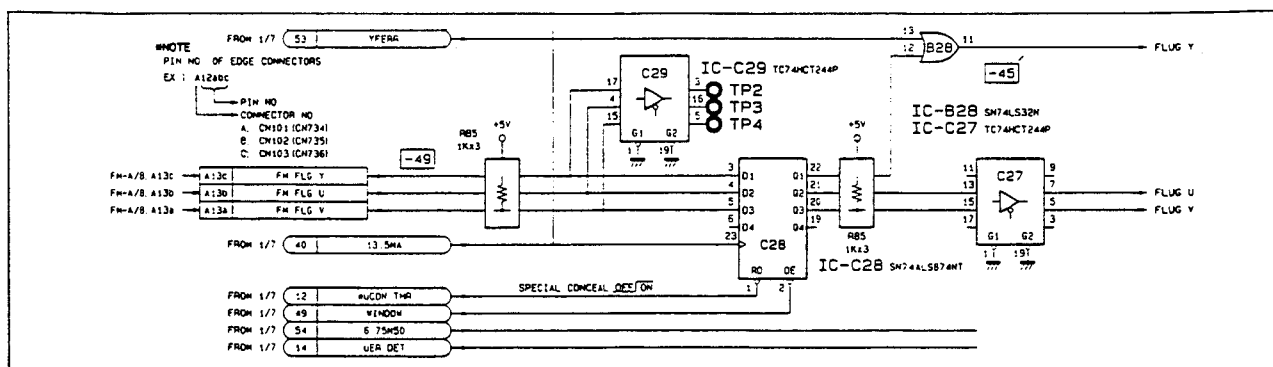 FROM 1/7 53 YFERR
*NOTE
PIN NO OF EDGE CONNECTORS
EX : A12abc
PIN NO
CONNECTOR NO
A; CN101 (CN734)
B; CN102 (CN735)
C; CN103 (CN736)
17
4
15
C29
3
16
5
G1 G2
1 19
IC-C29 TC74HCT244P
TP2
TP3
TP4
13
12
B28
11
FLUG Y
-45
IC-B28 SN74LS32N
IC-C27 TC74HCT244P
+5V
R85
1Kx3
-49
FM-A/B. A13c A13c FM FLG Y
FM-A/B. A13b A13b FM FLG U
FM-A/B. A13a A13a FM FLG V
3 D1 Q1 22
4 D2 Q2 21
5 D3 Q3 20
6 D4 Q4 19
23
C28
RO OE
1 2
+5V
R85
1Kx3
IC-C28 SN74ALS874NT
11
13
15
17
C27
9
7
5
3
G1 G2
1 19
FLUG U
FLUG V
FROM 1/7 40 13.5MA
SPECIAL CONCEAL OFF/ON
FROM 1/7 12
FROM 1/7 49 WINDOW
FROM 1/7 54 6.75MSD
FROM 1/7 14 UER DET